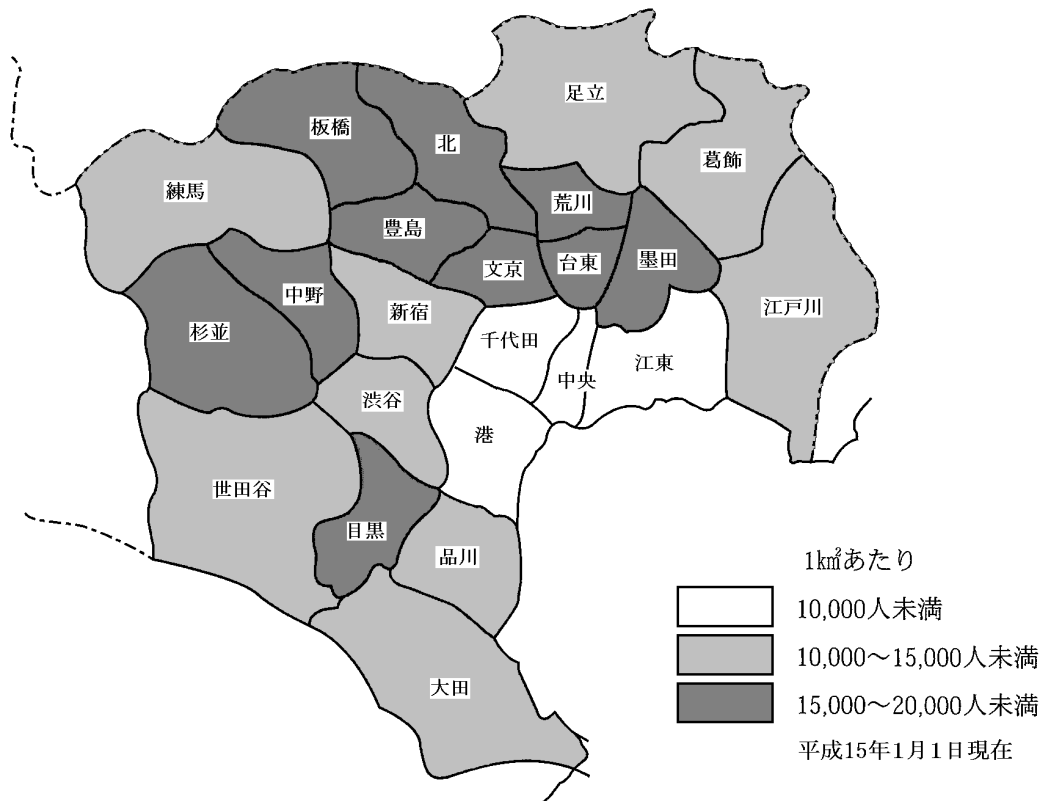 足立
板橋
北
葛飾
練馬
荒川
豊島
台東
墨田
文京
中野
新宿
江戸川
杉並
千代田
江東
中央
渋谷
港
世田谷
目黒
品川
大田
1㎢あたり
10,000人未満
10,000〜15,000人未満
15,000〜20,000人未満
平成15年1月1日現在